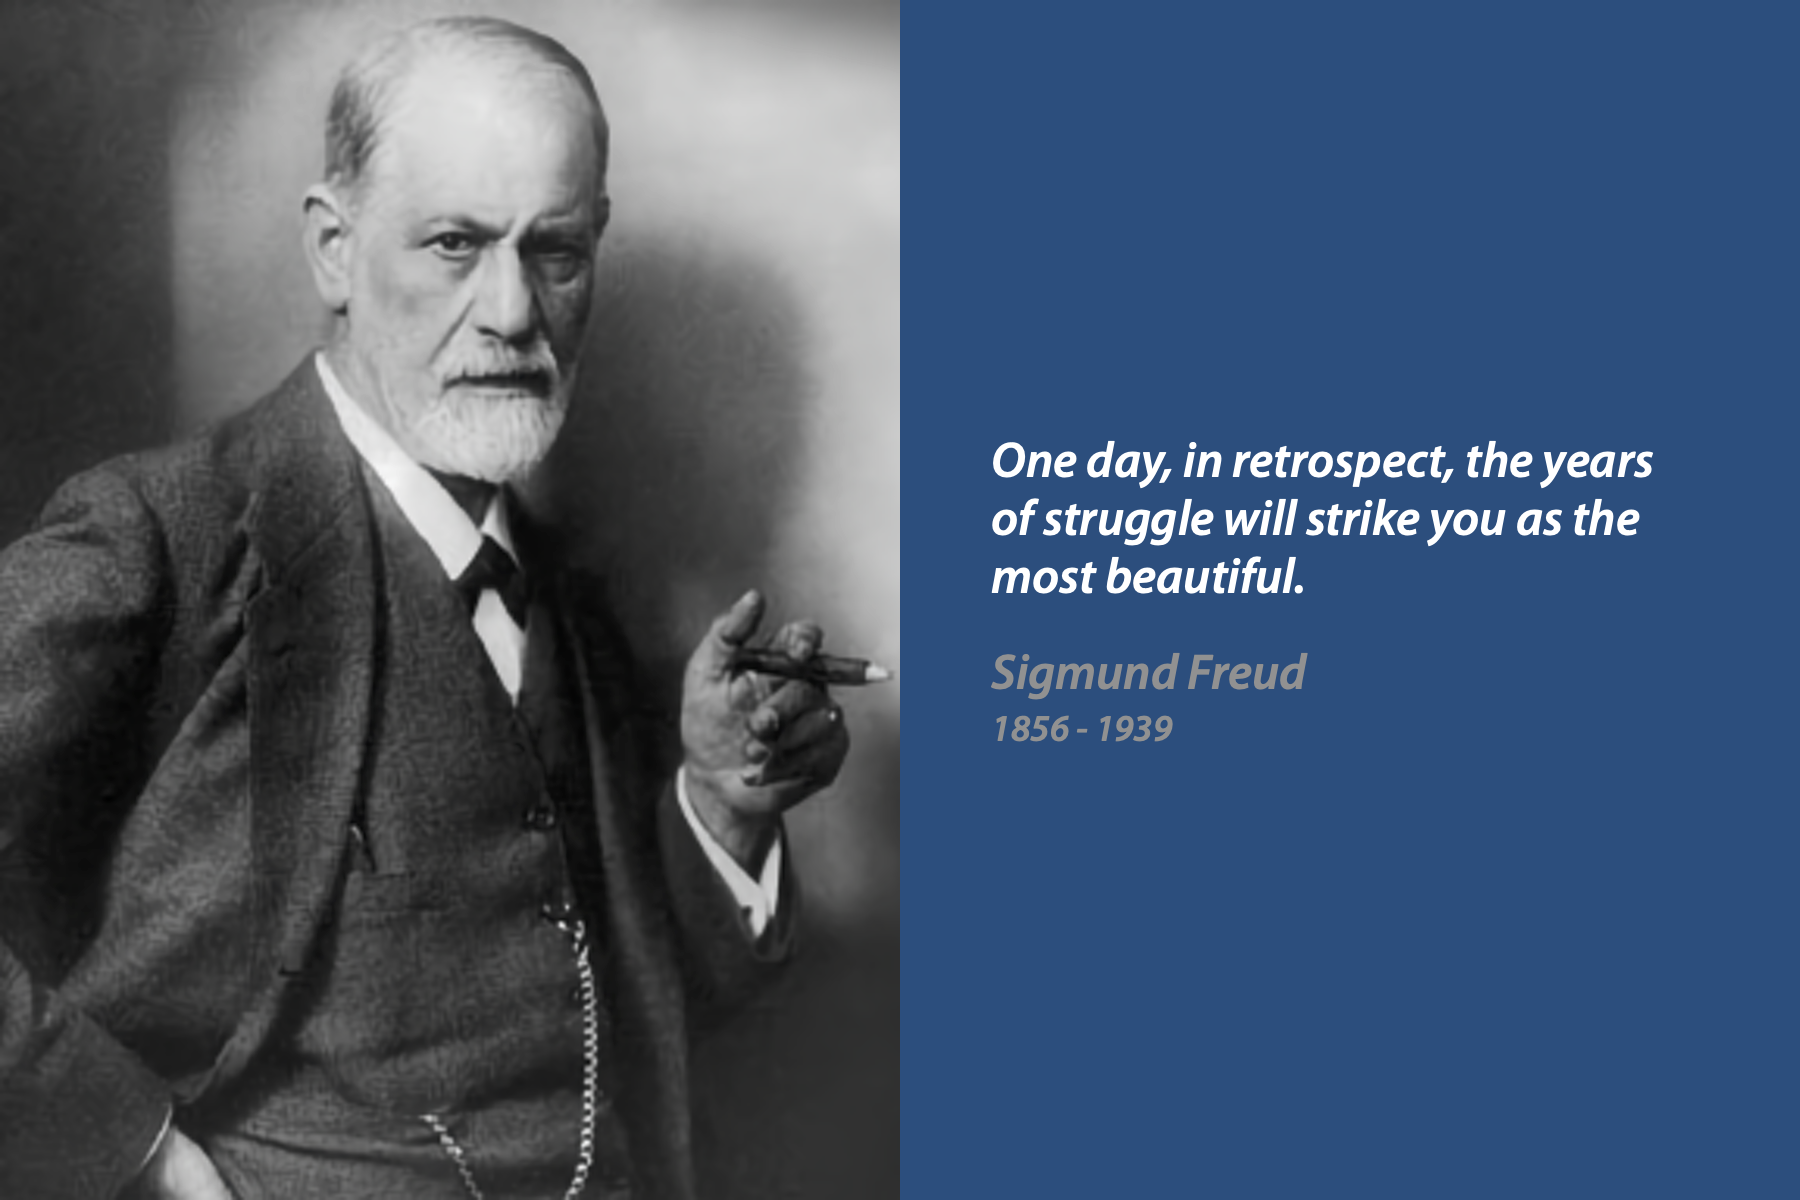 One day, in retrospect, the years
of struggle will strike you as the
most beautiful.
Sigmund Freud
1856 - 1939